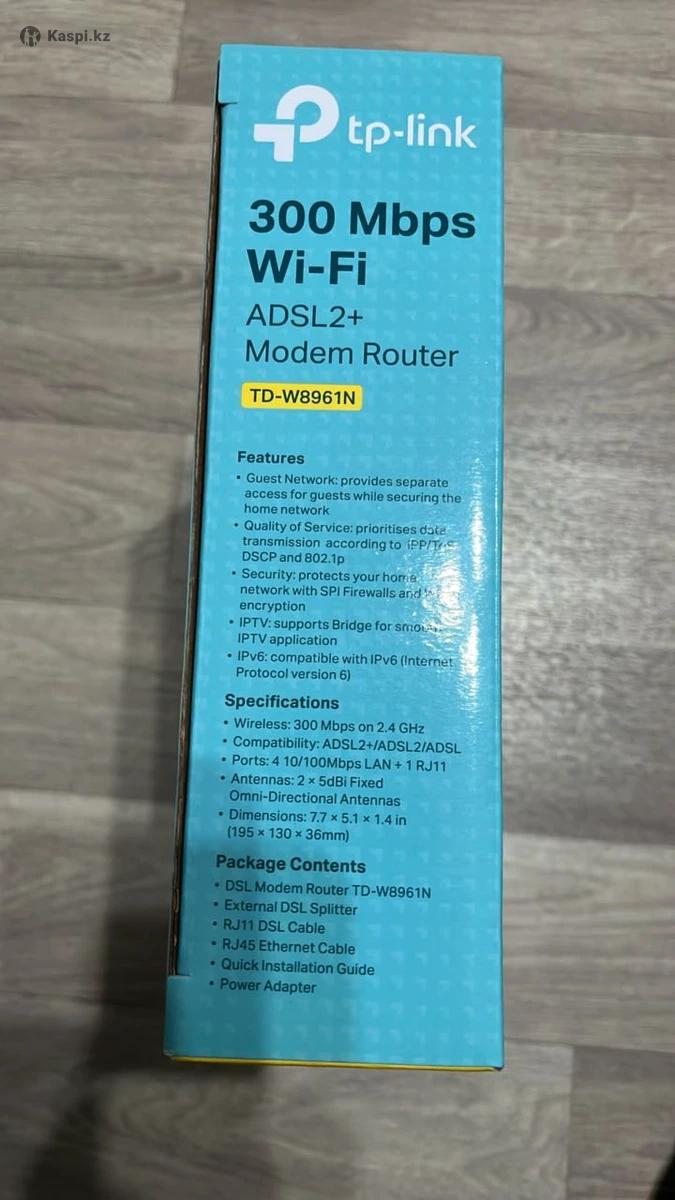 Kaspi.kz
tp-link
300 Mbps
Wi-Fi
ADSL2+
Modem Router
TD-W8961N
Features
• Guest Network: provides separate
access for guests while securing the
home network
• Quality of Service: prioritises data
transmission according to IPP/ToS,
DSCP and 802.1p
• Security: protects your home
network with SPI Firewalls and
encryption
• IPTV: supports Bridge for smooth
IPTV application
• IPv6: compatible with IPv6 (Internet
Protocol version 6)
Specifications
• Wireless: 300 Mbps on 2.4 GHz
• Compatibility: ADSL2+/ADSL2/ADSL
• Ports: 4 10/100Mbps LAN + 1 RJ11
• Antennas: 2 × 5dBi Fixed
Omni-Directional Antennas
• Dimensions: 7.7 × 5.1 × 1.4 in
(195 × 130 × 36mm)
Package Contents
• DSL Modem Router TD-W8961N
• External DSL Splitter
• RJ11 DSL Cable
• RJ45 Ethernet Cable
• Quick Installation Guide
• Power Adapter